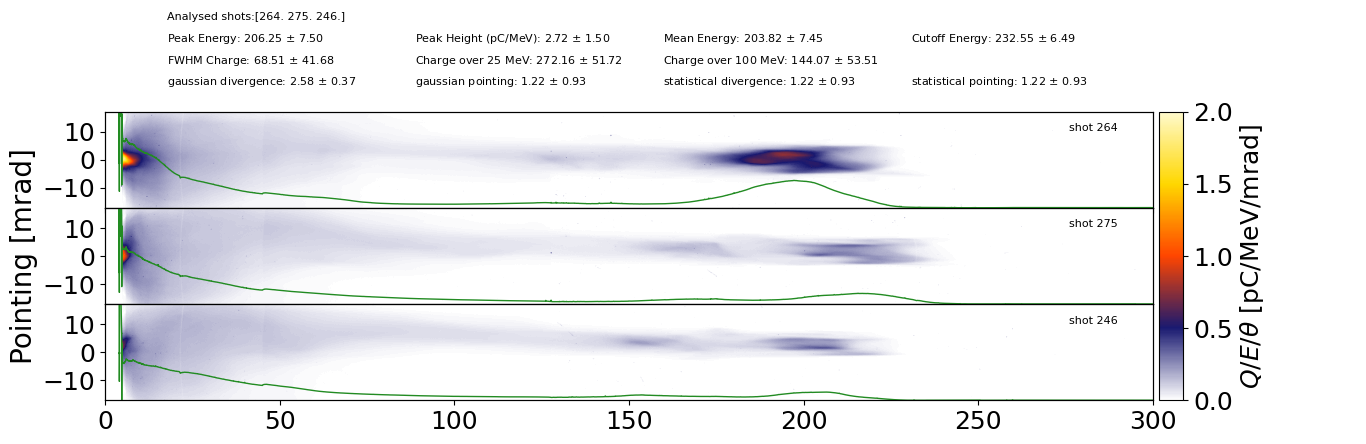 Analysed shots:[264. 275. 246.]
Peak Energy: 206.25 ± 7.50 Peak Height (pC/MeV): 2.72 ± 1.50 Mean Energy: 203.82 ± 7.45 Cutoff Energy: 232.55 ± 6.49
FWHM Charge: 68.51 ± 41.68 Charge over 25 MeV: 272.16 ± 51.72 Charge over 100 MeV: 144.07 ± 53.51
gaussian divergence: 2.58 ± 0.37 gaussian pointing: 1.22 ± 0.93 statistical divergence: 1.22 ± 0.93 statistical pointing: 1.22 ± 0.93
Pointing [mrad]
10
0
−10
shot 264
10
0
−10
shot 275
10
0
−10
shot 246
0 50 100 150 200 250 300
2.0
1.5
1.0
0.5
0.0
Q/E/θ [pC/MeV/mrad]